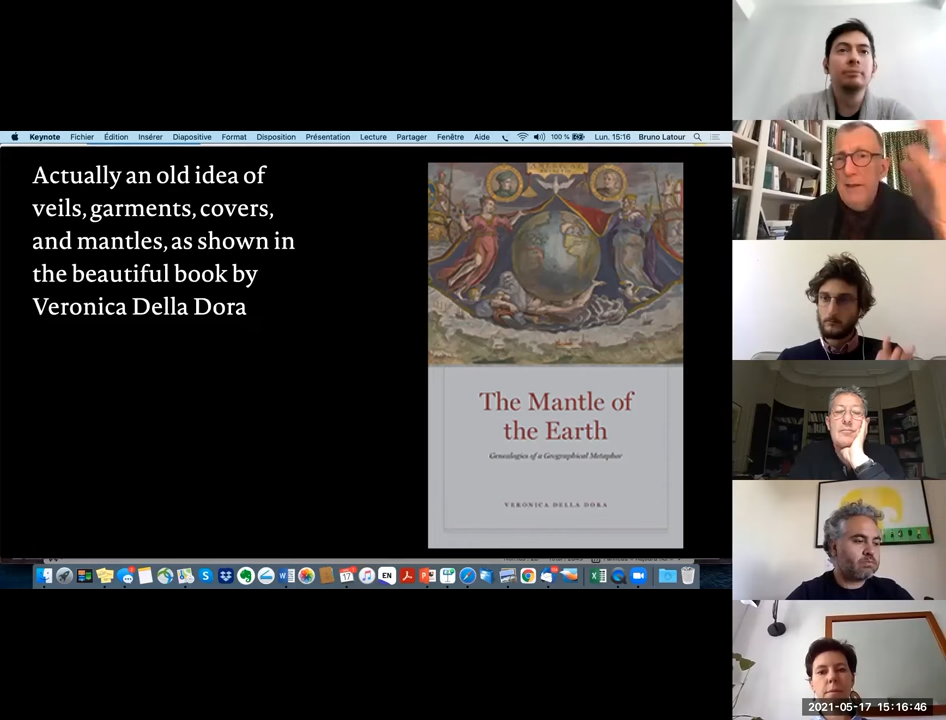 Keynote Fichier Édition Insérer Diapositive Format Disposition Présentation Lecture Partager Fenêtre Aide 100 % Lun. 15:16 Bruno Latour
Actually an old idea of
veils, garments, covers,
and mantles, as shown in
the beautiful book by
Veronica Della Dora
The Mantle of
the Earth
Genealogies of a Geographical Metaphor
VERONICA DELLA DORA
17
EN
2021-05-17 15:16:46